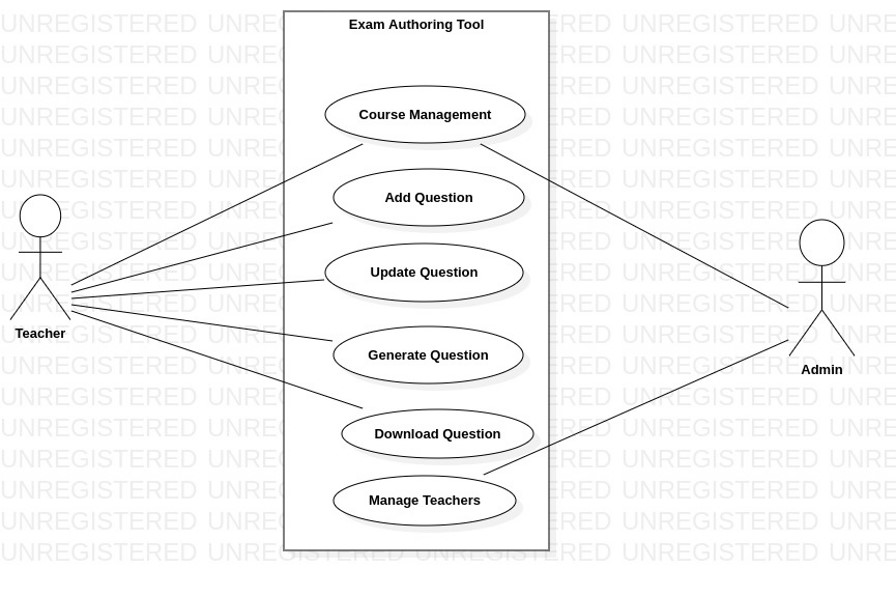 Exam Authoring Tool
Course Management
Add Question
Update Question
Generate Question
Download Question
Manage Teachers
Teacher
Admin
UNREGISTERED UNREGISTERED UNREGISTERED UNREGISTERED UNRE